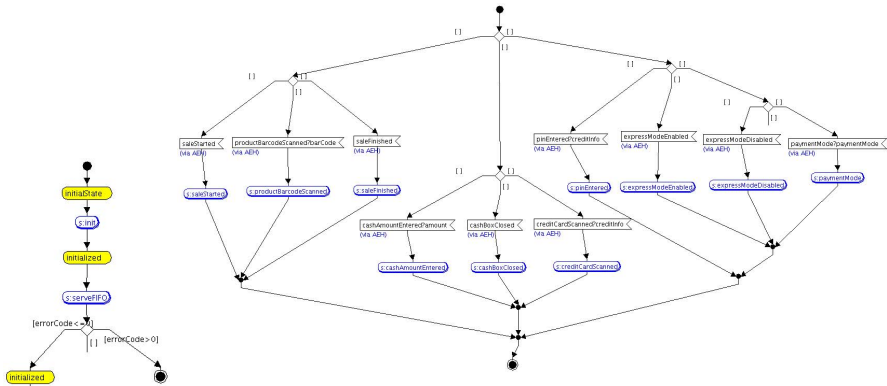 [ ]
[ ]
[ ]
[ ]
[ ]
[ ]
[ ]
[ ]
[ ]
[ ]
[ ]
[ ]
saleStarted
(via AEH)
productBarcodeScanned?barCode
(via AEH)
saleFinished
(via AEH)
pinEntered?creditInfo
(via AEH)
expressModeEnabled
(via AEH)
expressModeDisabled
(via AEH)
paymentMode?paymentMode
(via AEH)
s:saleStarted
s:productBarcodeScanned
s:saleFinished
s:pinEntered
s:expressModeEnabled
s:expressModeDisabled
s:paymentMode
[ ]
[ ]
[ ]
cashAmountEntered?amount
(via AEH)
cashBoxClosed
(via AEH)
creditCardScanned?creditInfo
(via AEH)
s:cashAmountEntered
s:cashBoxClosed
s:creditCardScanned
initialState
s:init
initialized
s:serveFIFO
[errorCode<=0]
[ ]
[errorCode>0]
initialized